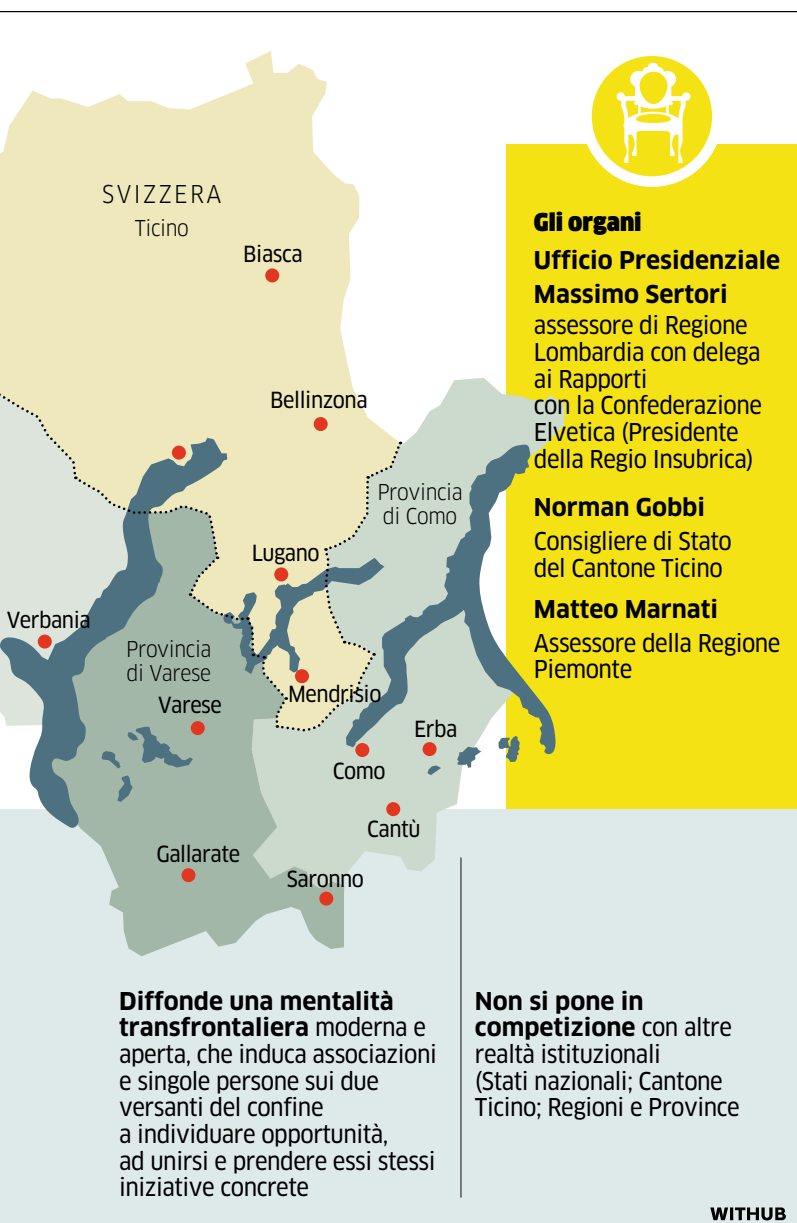 SVIZZERA
Ticino
Biasca
Bellinzona
Provincia
di Como
Lugano
Verbania
Provincia
di Varese
Varese
Mendrisio
Erba
Como
Cantù
Gallarate
Saronno
Gli organi
Ufficio Presidenziale
Massimo Sertori
assessore di Regione
Lombardia con delega
ai Rapporti
con la Confederazione
Elvetica (Presidente
della Regio Insubrica)
Norman Gobbi
Consigliere di Stato
del Cantone Ticino
Matteo Marnati
Assessore della Regione
Piemonte
Diffonde una mentalità
transfrontaliera moderna e
aperta, che induca associazioni
e singole persone sui due
versanti del confine
a individuare opportunità,
ad unirsi e prendere essi stessi
iniziative concrete
Non si pone in
competizione con altre
realtà istituzionali
(Stati nazionali; Cantone
Ticino; Regioni e Province
WITHUB